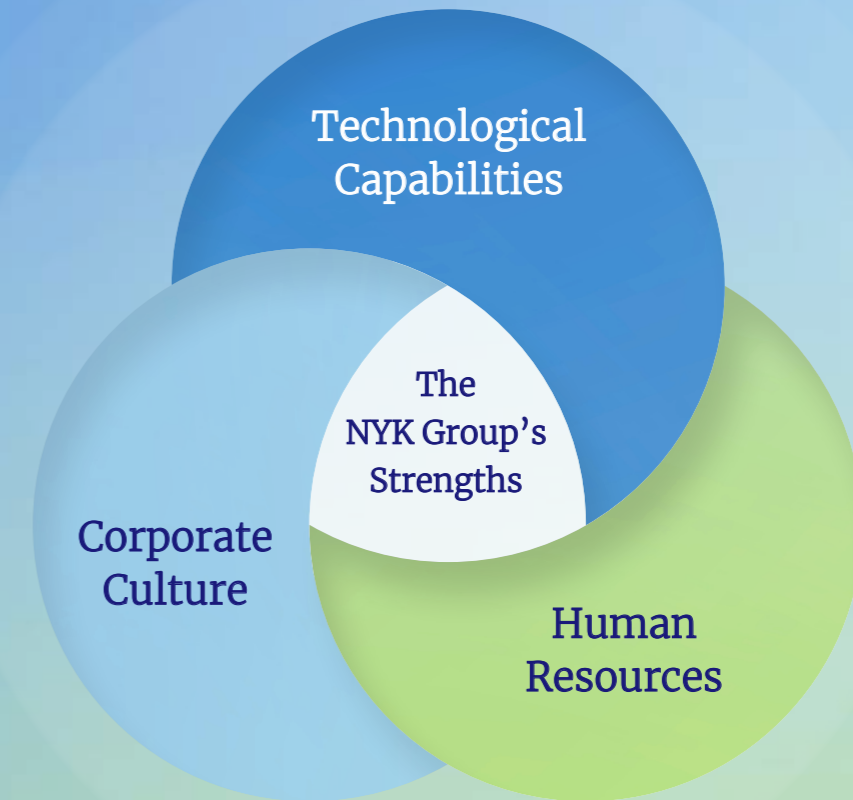 Technological
Capabilities
The
NYK Group’s
Strengths
Corporate
Culture
Human
Resources